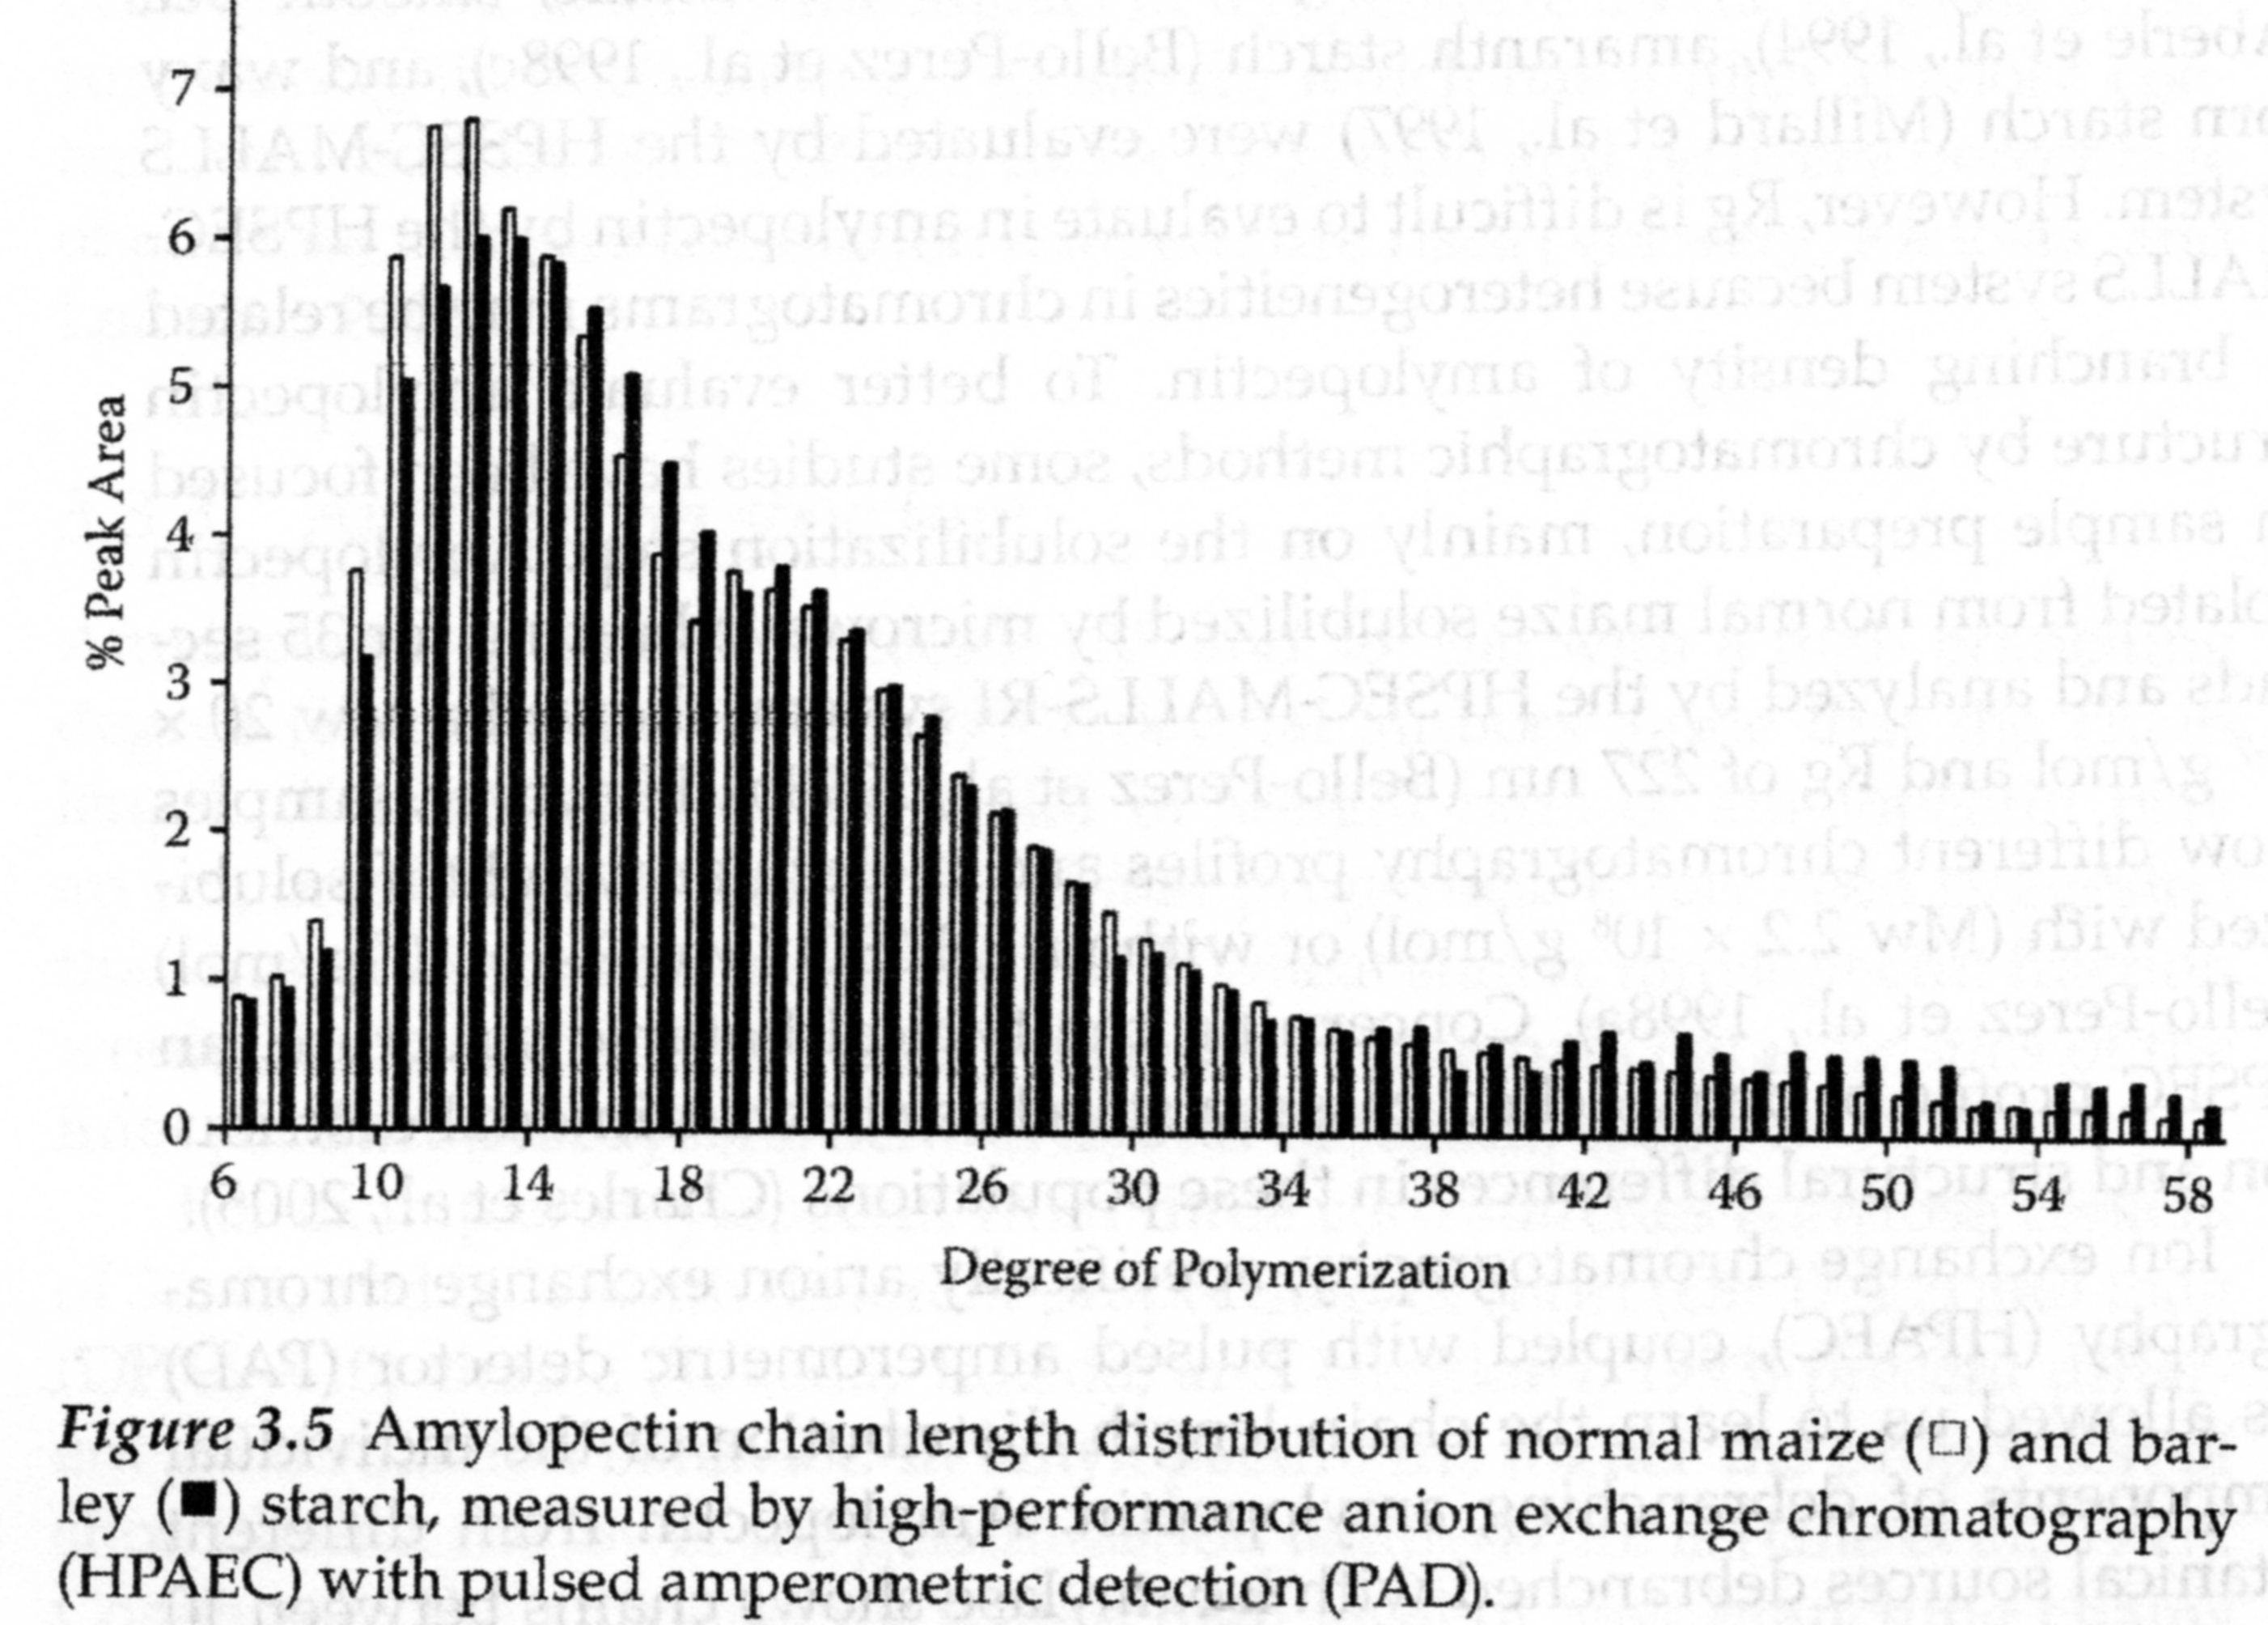 7
6
5
4
3
2
1
0
% Peak Area
6 10 14 18 22 26 30 34 38 42 46 50 54 58
Degree of Polymerization
Figure 3.5 Amylopectin chain length distribution of normal maize (□) and bar-
ley (■) starch, measured by high-performance anion exchange chromatography
(HPAEC) with pulsed amperometric detection (PAD).